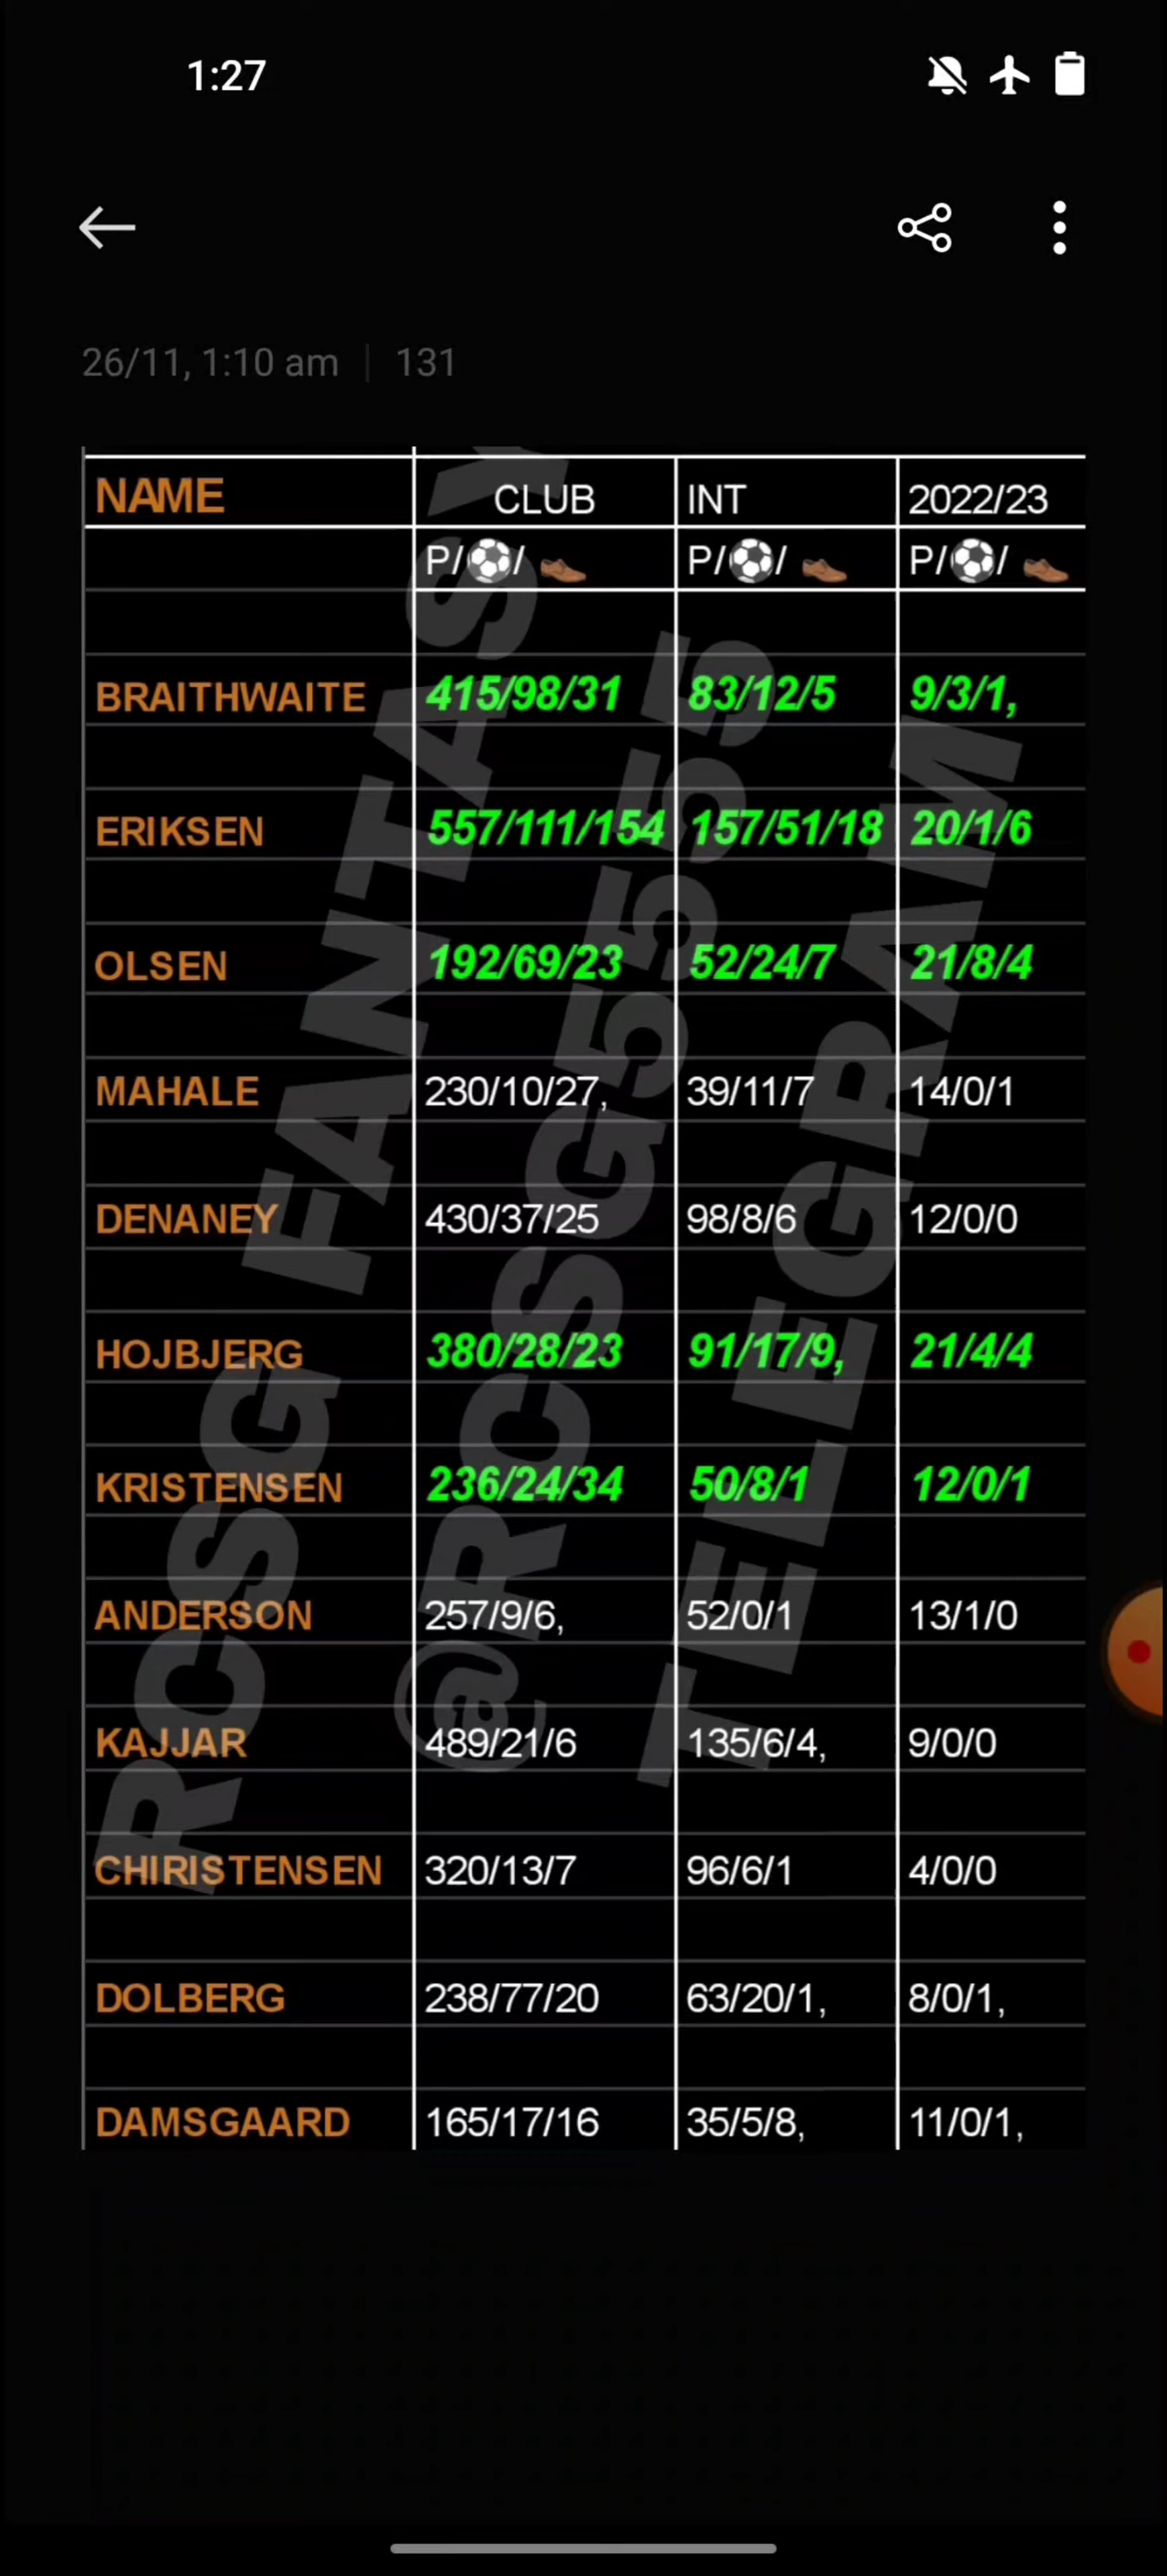 1:27
26/11, 1:10 am | 131
NAME CLUB INT 2022/23
P/⚽/ 👞 P/⚽/ 👞 P/⚽/ 👞
BRAITHWAITE 415/98/31 83/12/5 9/3/1,
ERIKSEN 557/111/154 157/51/18 20/1/6
OLSEN 192/69/23 52/24/7 21/8/4
MAHALE 230/10/27, 39/11/7 14/0/1
DENANEY 430/37/25 98/8/6 12/0/0
HOJBJERG 380/28/23 91/17/9, 21/4/4
KRISTENSEN 236/24/34 50/8/1 12/0/1
ANDERSON 257/9/6, 52/0/1 13/1/0
KAJJAR 489/21/6 135/6/4, 9/0/0
CHIRISTENSEN 320/13/7 96/6/1 4/0/0
DOLBERG 238/77/20 63/20/1, 8/0/1,
DAMSGAARD 165/17/16 35/5/8, 11/0/1,
RCSG FANTASY
@RCSG5555
TELEGRAM